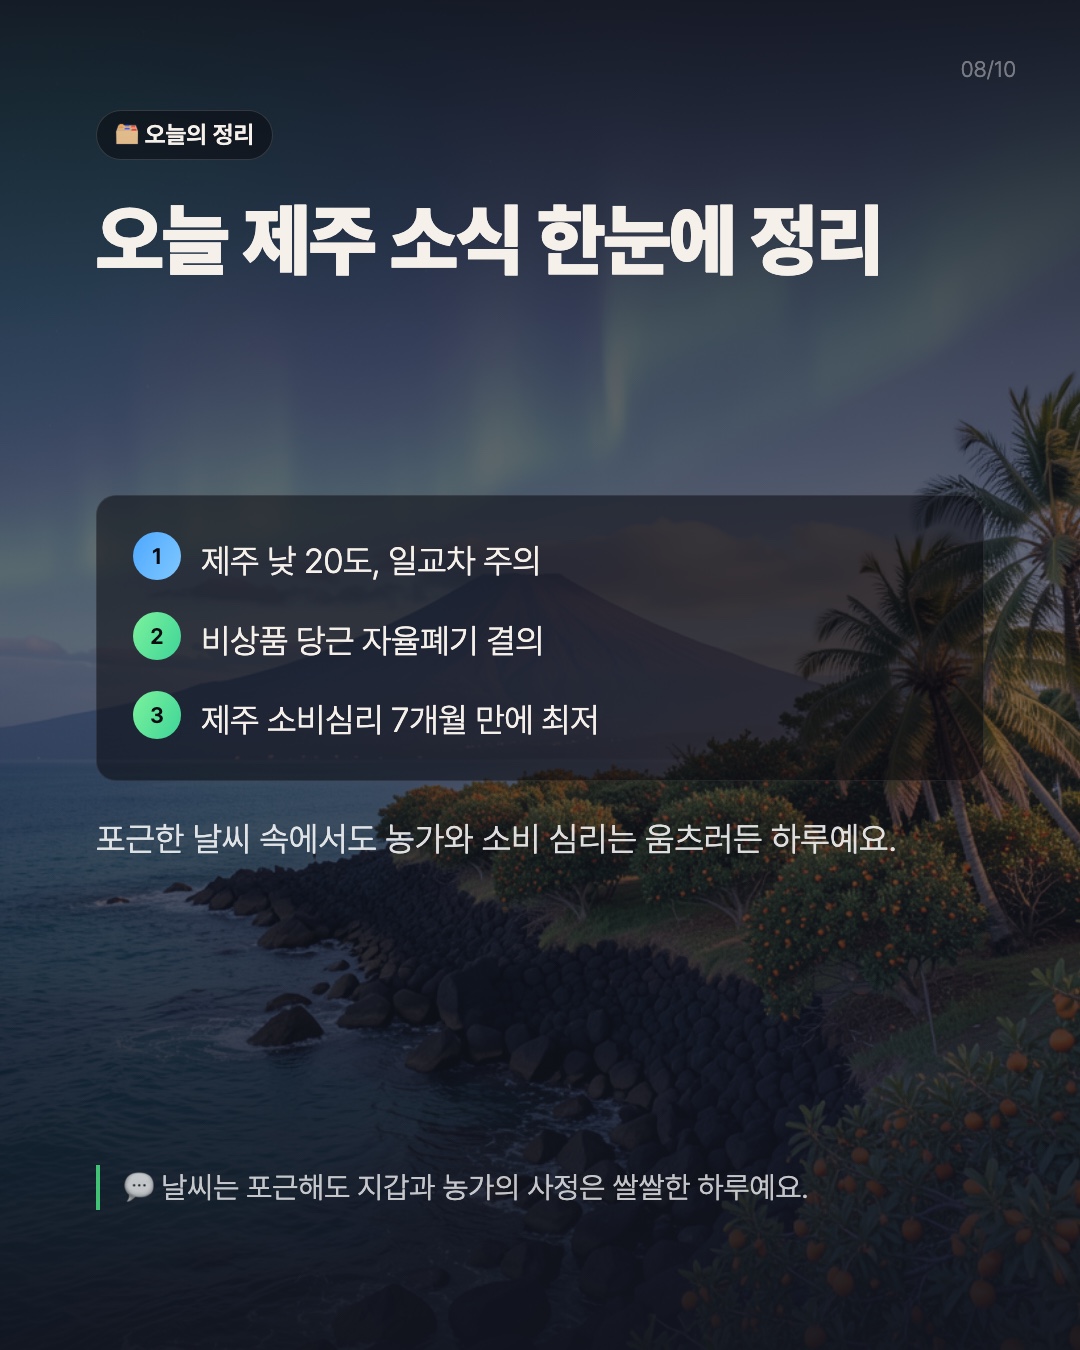 08/10
🗂️ 오늘의 정리
오늘 제주 소식 한눈에 정리
1 제주 낮 20도, 일교차 주의
2 비상품 당근 자율폐기 결의
3 제주 소비심리 7개월 만에 최저
포근한 날씨 속에서도 농가와 소비 심리는 움츠러든 하루예요.
💬 날씨는 포근해도 지갑과 농가의 사정은 쌀쌀한 하루예요.